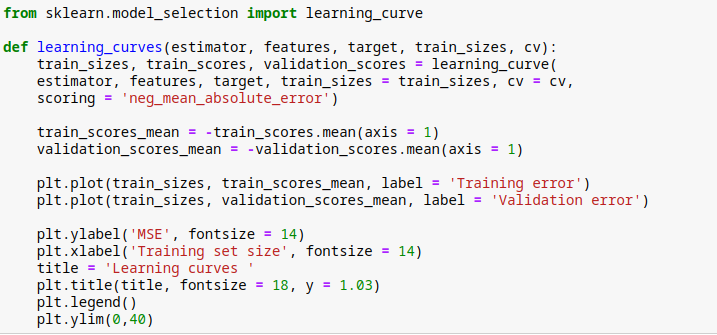 from sklearn.model_selection import learning_curve
def learning_curves(estimator, features, target, train_sizes, cv):
train_sizes, train_scores, validation_scores = learning_curve(
estimator, features, target, train_sizes = train_sizes, cv = cv,
scoring = 'neg_mean_absolute_error')
train_scores_mean = -train_scores.mean(axis = 1)
validation_scores_mean = -validation_scores.mean(axis = 1)
plt.plot(train_sizes, train_scores_mean, label = 'Training error')
plt.plot(train_sizes, validation_scores_mean, label = 'Validation error')
plt.ylabel('MSE', fontsize = 14)
plt.xlabel('Training set size', fontsize = 14)
title = 'Learning curves '
plt.title(title, fontsize = 18, y = 1.03)
plt.legend()
plt.ylim(0,40)